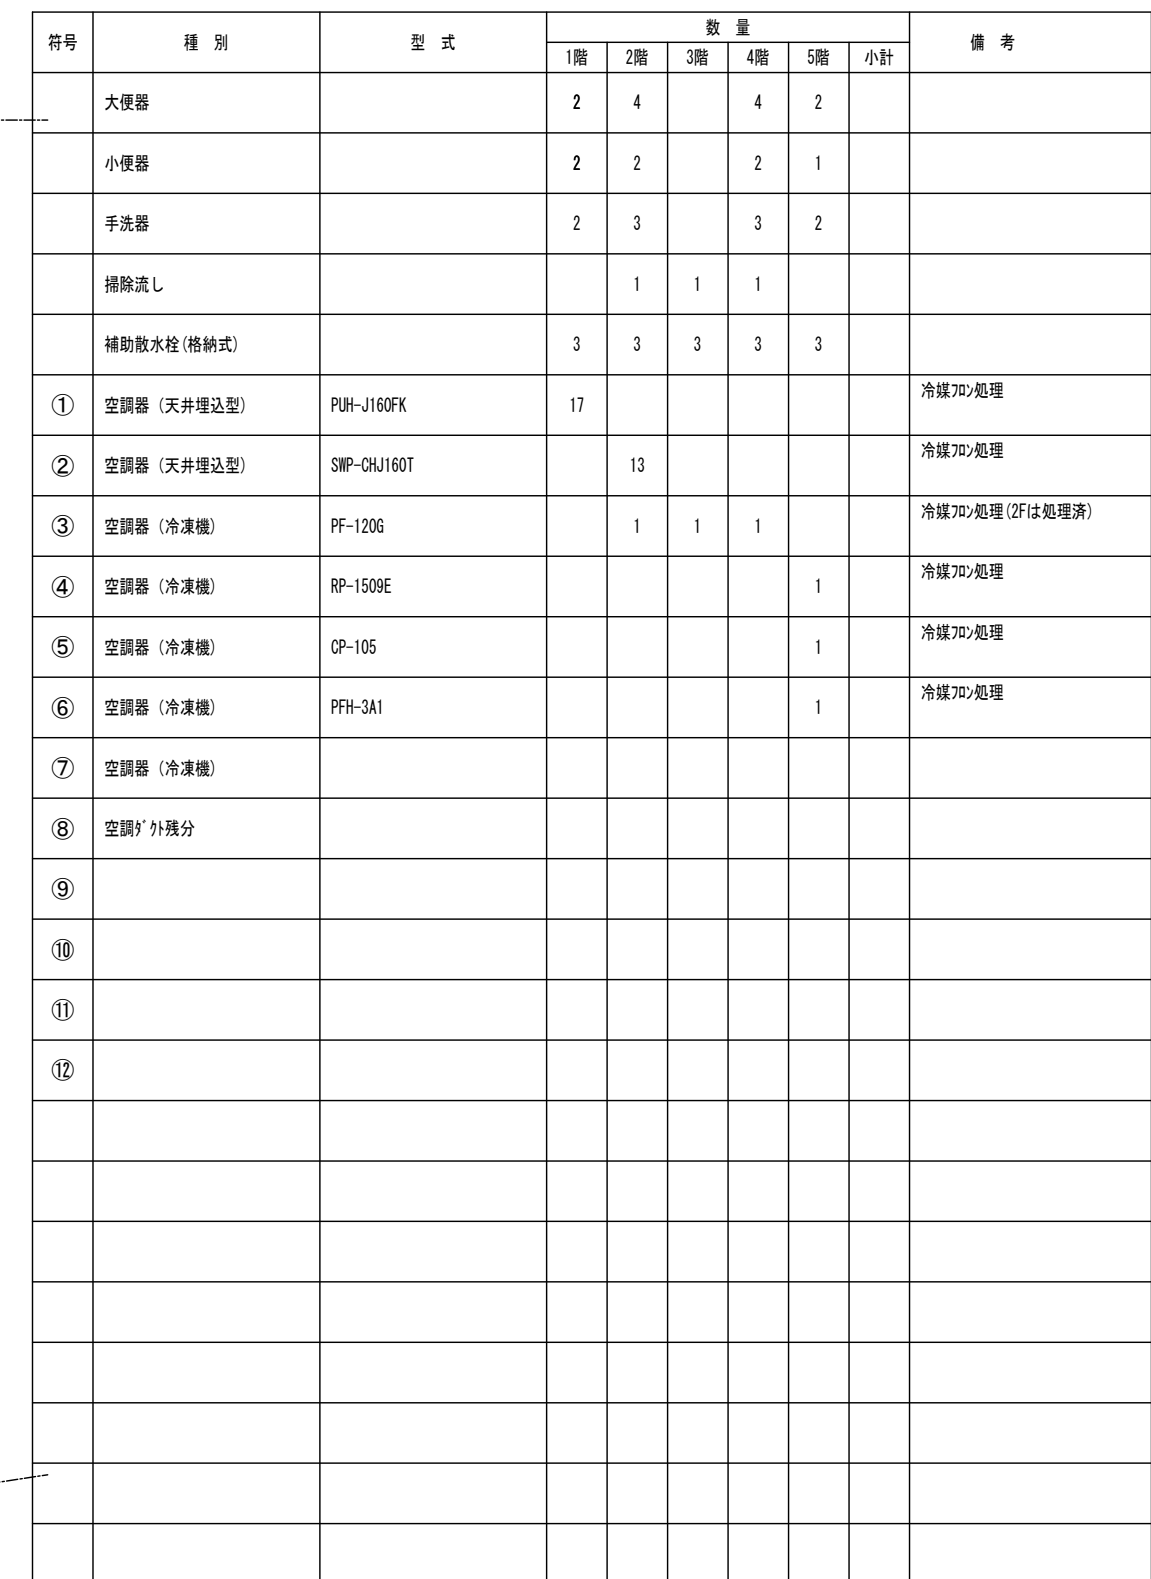 符号 種 別 型 式 数 量 備 考
1階 2階 3階 4階 5階 小計
大便器 2 4 4 2
小便器 2 2 2 1
手洗器 2 3 3 2
掃除流し 1 1 1
補助散水栓(格納式) 3 3 3 3 3
① 空調器 (天井埋込型) PUH-J160FK 17 冷媒ﾌﾛﾝ処理
② 空調器 (天井埋込型) SWP-CHJ160T 13 冷媒ﾌﾛﾝ処理
③ 空調器 (冷凍機) PF-120G 1 1 1 冷媒ﾌﾛﾝ処理(2Fは処理済)
④ 空調器 (冷凍機) RP-1509E 1 冷媒ﾌﾛﾝ処理
⑤ 空調器 (冷凍機) CP-105 1 冷媒ﾌﾛﾝ処理
⑥ 空調器 (冷凍機) PFH-3A1 1 冷媒ﾌﾛﾝ処理
⑦ 空調器 (冷凍機)
⑧ 空調ﾀﾞｸﾄ残分
⑨
⑩
⑪
⑫